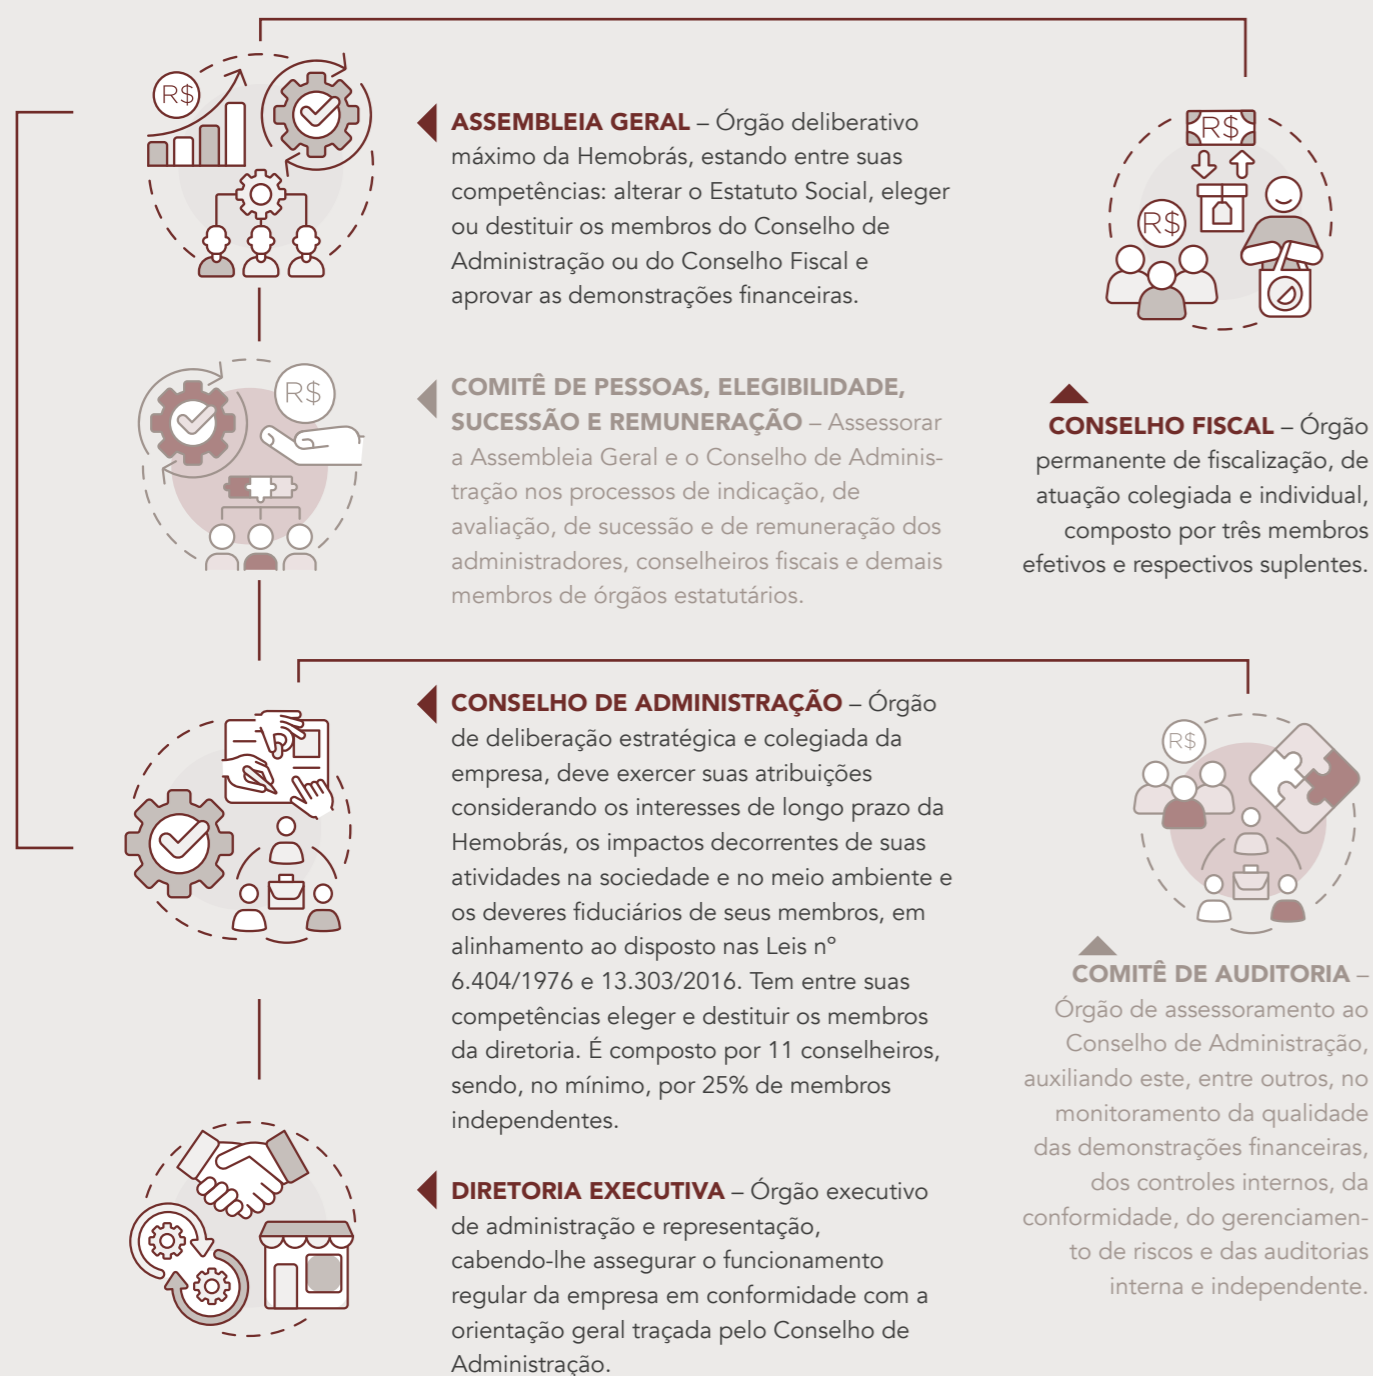 R$
ASSEMBLEIA GERAL – Órgão deliberativo
máximo da Hemobrás, estando entre suas
competências: alterar o Estatuto Social, eleger
ou destituir os membros do Conselho de
Administração ou do Conselho Fiscal e
aprovar as demonstrações financeiras.
R$
R$
CONSELHO FISCAL – Órgão
permanente de fiscalização, de
atuação colegiada e individual,
composto por três membros
efetivos e respectivos suplentes.
R$
COMITÊ DE PESSOAS, ELEGIBILIDADE,
SUCESSÃO E REMUNERAÇÃO – Assessorar
a Assembleia Geral e o Conselho de Adminis-
tração nos processos de indicação, de
avaliação, de sucessão e de remuneração dos
administradores, conselheiros fiscais e demais
membros de órgãos estatutários.
CONSELHO DE ADMINISTRAÇÃO – Órgão
de deliberação estratégica e colegiada da
empresa, deve exercer suas atribuições
considerando os interesses de longo prazo da
Hemobrás, os impactos decorrentes de suas
atividades na sociedade e no meio ambiente e
os deveres fiduciários de seus membros, em
alinhamento ao disposto nas Leis nº
6.404/1976 e 13.303/2016. Tem entre suas
competências eleger e destituir os membros
da diretoria. É composto por 11 conselheiros,
sendo, no mínimo, por 25% de membros
independentes.
R$
COMITÊ DE AUDITORIA –
Órgão de assessoramento ao
Conselho de Administração,
auxiliando este, entre outros, no
monitoramento da qualidade
das demonstrações financeiras,
dos controles internos, da
conformidade, do gerenciamen-
to de riscos e das auditorias
interna e independente.
DIRETORIA EXECUTIVA – Órgão executivo
de administração e representação,
cabendo-lhe assegurar o funcionamento
regular da empresa em conformidade com a
orientação geral traçada pelo Conselho de
Administração.